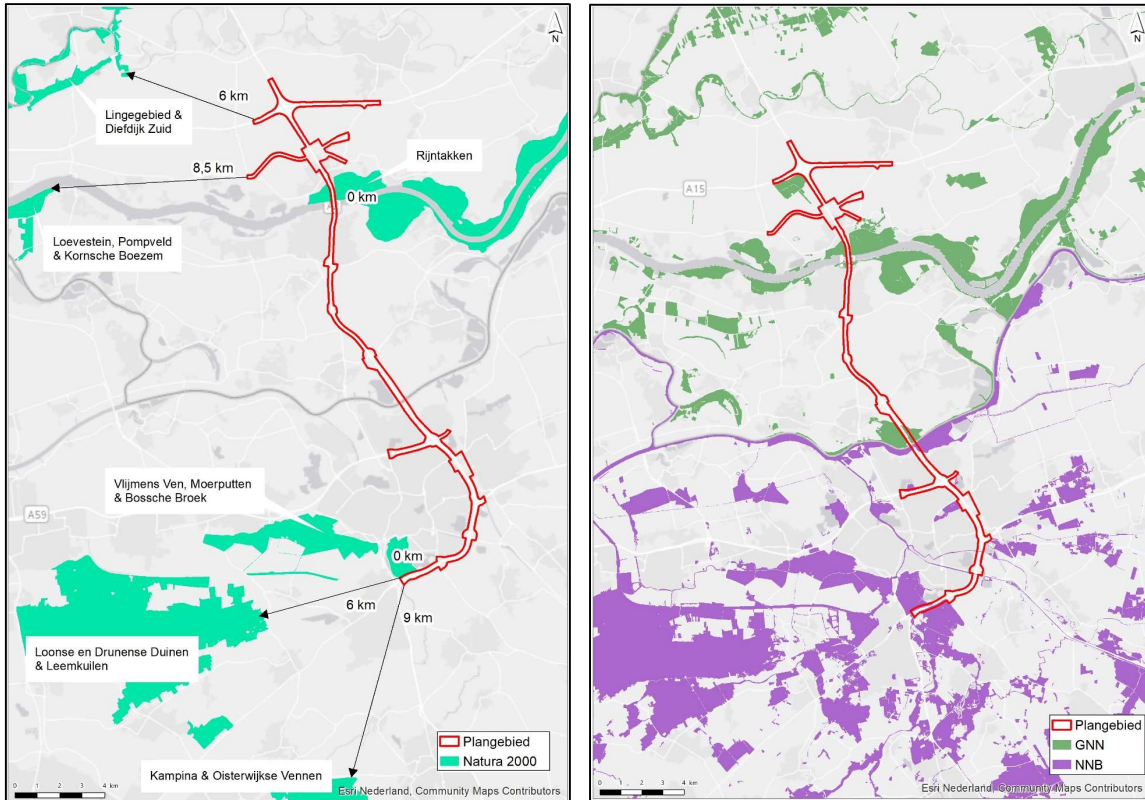 N
6 km
Lingegebied &
Diefdijk Zuid
8,5 km
Rijntakken
0 km
A
Loevestein, Pompveld
& Kornsche Boezem
Vlijmens Ven, Moerputten
& Bossche Broek
A59
0 km
6 km
9 km
Loonse en Drunense Duinen
& Leemkuilen
Kampina & Oisterwijkse Vennen
Plangebied
Natura 2000
0 1 2 3 4 km
Esri Nederland, Community Maps Contributors
N
A15
Plangebied
GNN
NNB
0 1 2 3 4 km
Esri Nederland, Community Maps Contributors